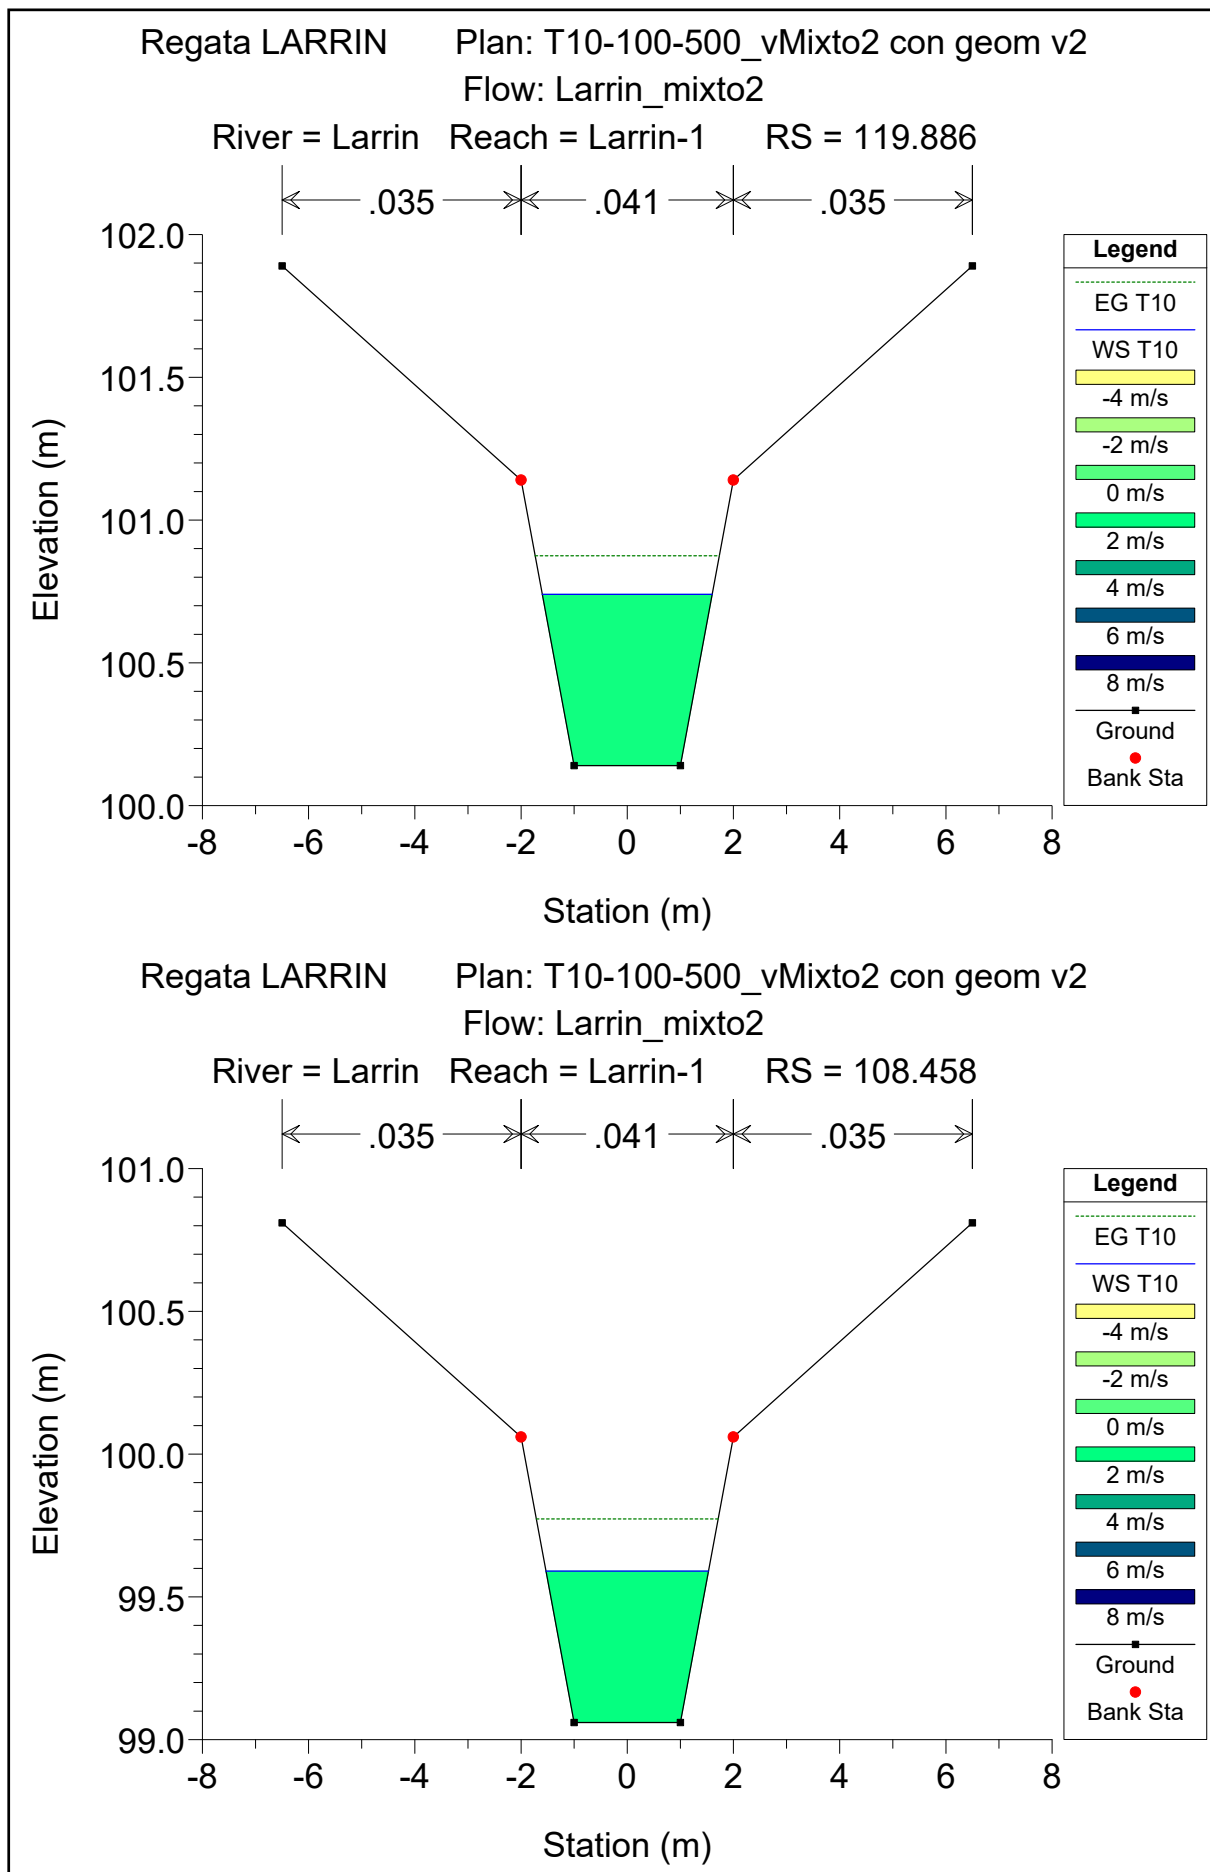 Regata LARRIN Plan: T10-100-500_vMixto2 con geom v2
Flow: Larrin_mixto2
River = Larrin Reach = Larrin-1 RS = 119.886
.035 .041 .035
102.0
101.5
101.0
100.5
100.0
Elevation (m)
-8 -6 -4 -2 0 2 4 6 8
Station (m)
Legend
EG T10
WS T10
-4 m/s
-2 m/s
0 m/s
2 m/s
4 m/s
6 m/s
8 m/s
Ground
Bank Sta
Regata LARRIN Plan: T10-100-500_vMixto2 con geom v2
Flow: Larrin_mixto2
River = Larrin Reach = Larrin-1 RS = 108.458
.035 .041 .035
101.0
100.5
100.0
99.5
99.0
Elevation (m)
-8 -6 -4 -2 0 2 4 6 8
Station (m)
Legend
EG T10
WS T10
-4 m/s
-2 m/s
0 m/s
2 m/s
4 m/s
6 m/s
8 m/s
Ground
Bank Sta